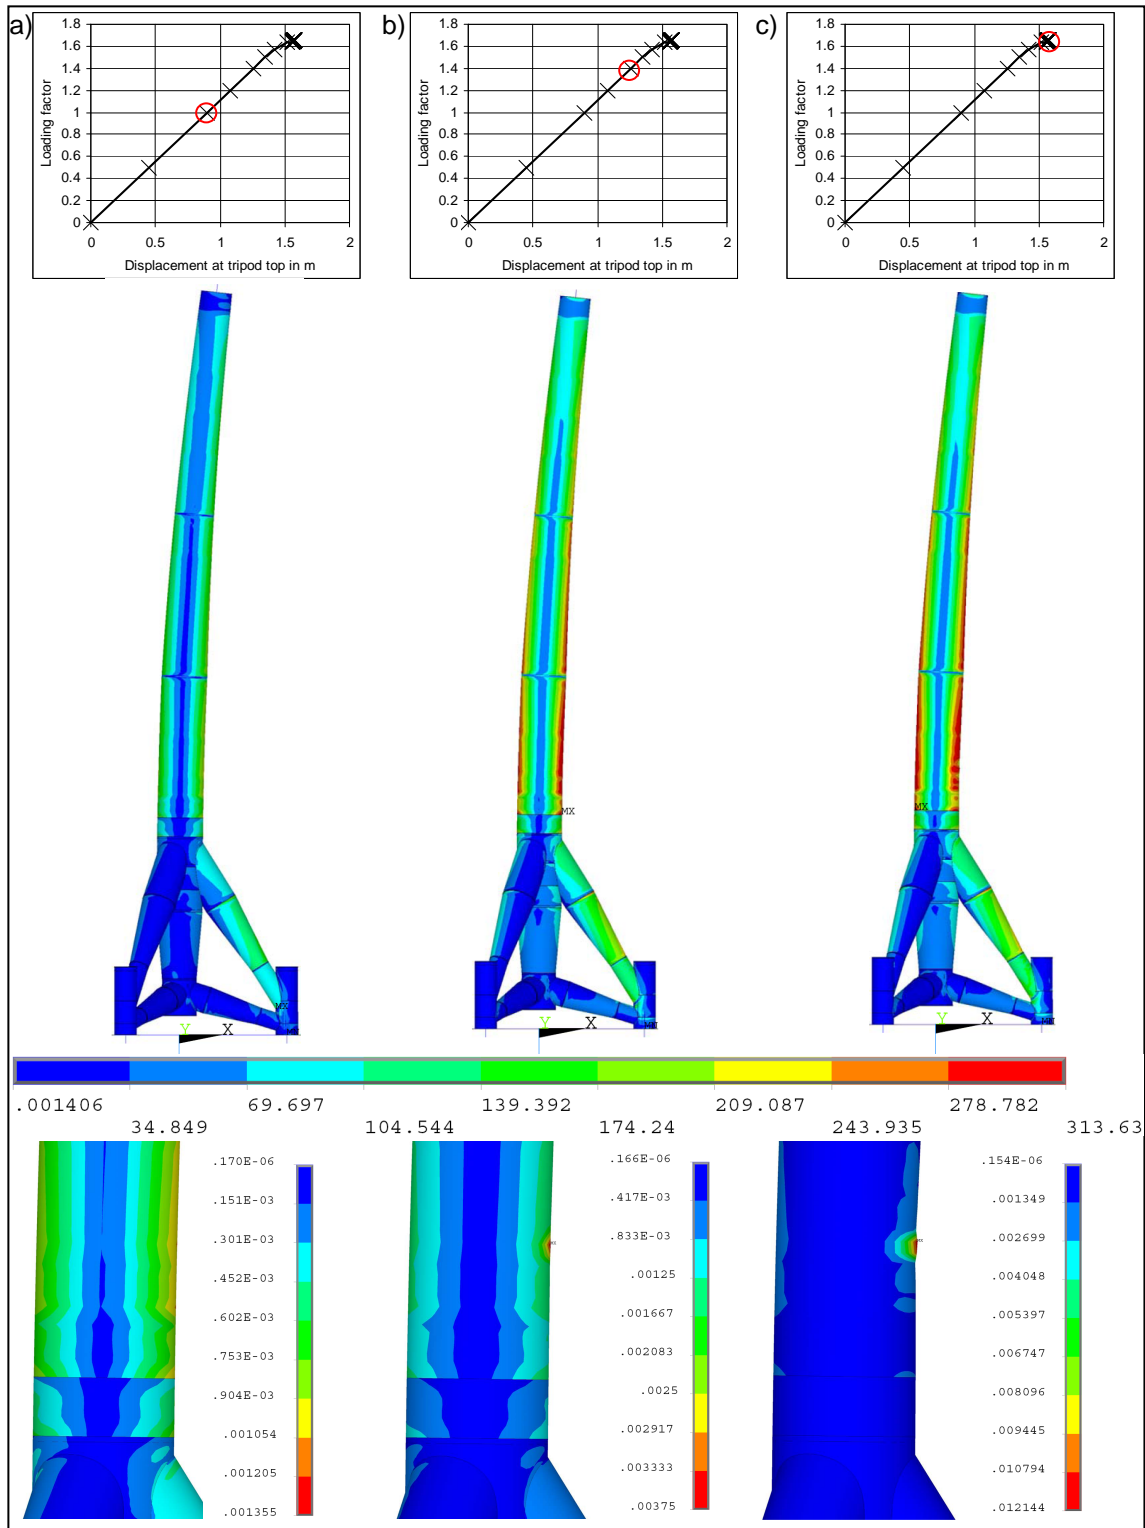 a)
1.8
1.6
1.4
1.2
1
0.8
0.6
0.4
0.2
0
Loading factor
0 0.5 1 1.5 2
Displacement at tripod top in m
b)
1.8
1.6
1.4
1.2
1
0.8
0.6
0.4
0.2
0
Loading factor
0 0.5 1 1.5 2
Displacement at tripod top in m
c)
1.8
1.6
1.4
1.2
1
0.8
0.6
0.4
0.2
0
Loading factor
0 0.5 1 1.5 2
Displacement at tripod top in m
MX
MX
MX
Y X
Y X
Y X
.001406 69.697 139.392 209.087 278.782
34.849 104.544 174.24 243.935 313.63
.170E-06
.151E-03
.301E-03
.452E-03
.602E-03
.753E-03
.904E-03
.001054
.001205
.001355
.166E-06
.417E-03
.833E-03
.00125
.001667
.002083
.0025
.002917
.003333
.00375
.154E-06
.001349
.002699
.004048
.005397
.006747
.008096
.009445
.010794
.012144